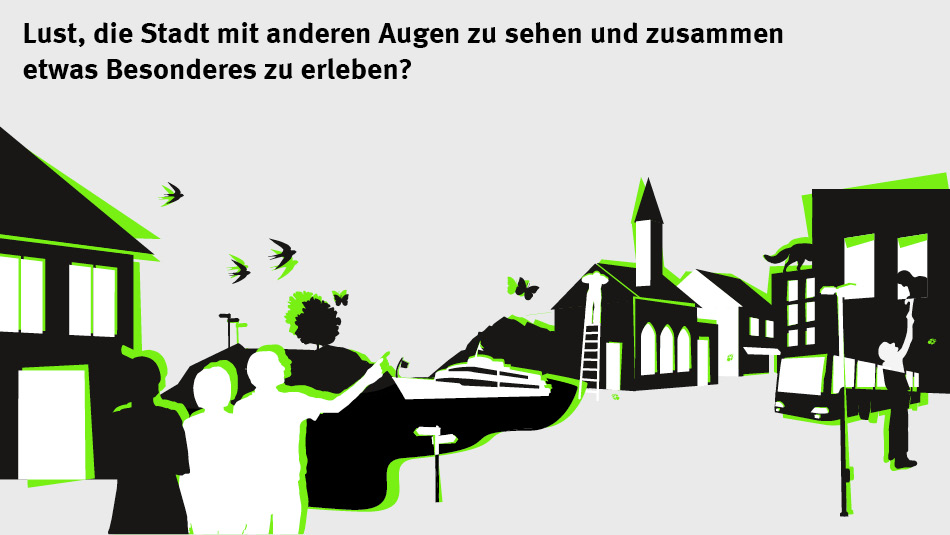 Lust, die Stadt mit anderen Augen zu sehen und zusammen
etwas Besonderes zu erleben?